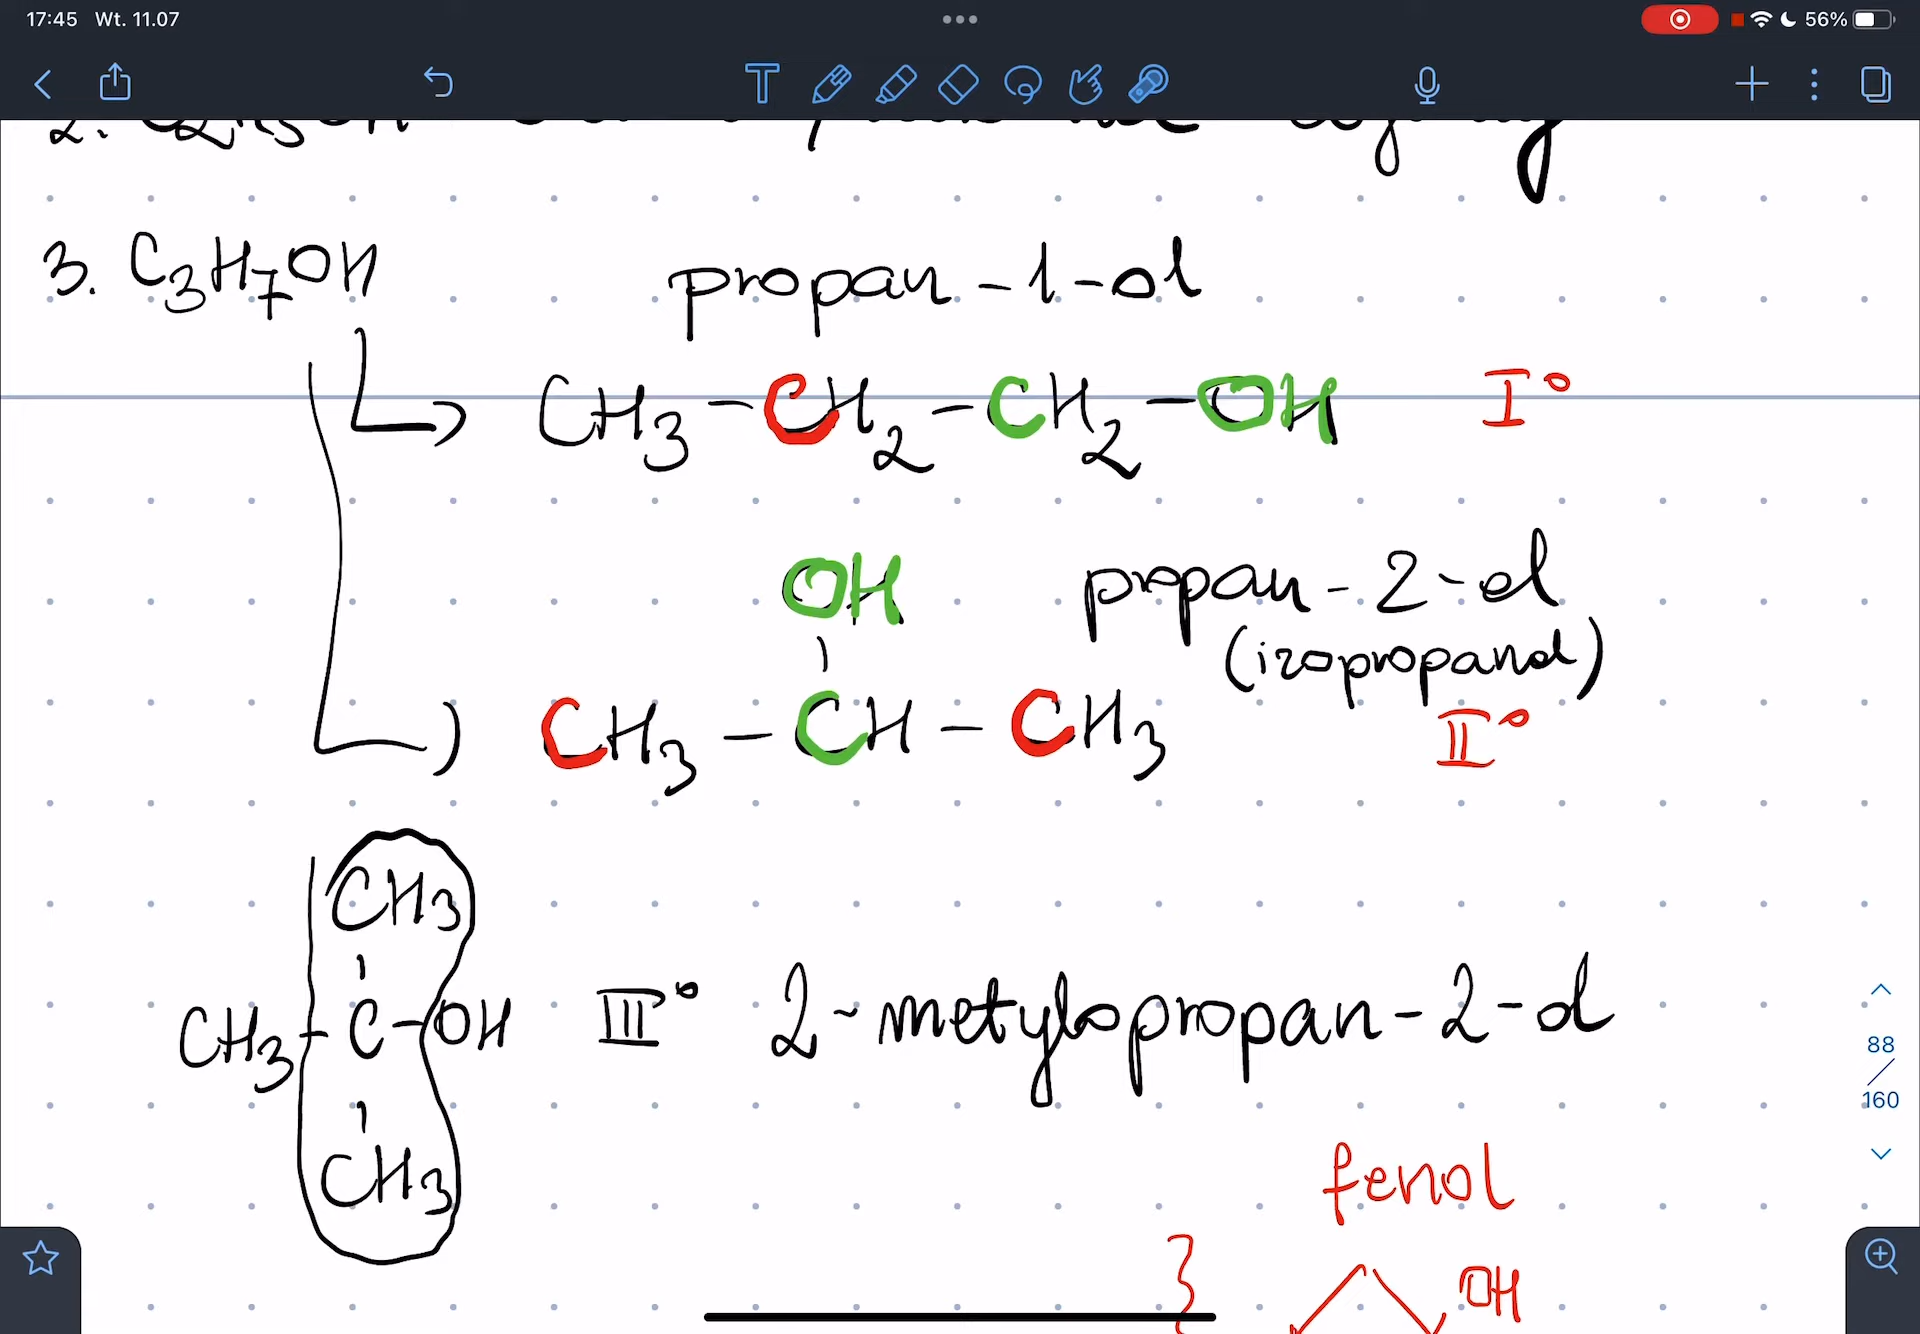 17:45 Wt. 11.07
56%
2.
3. C3H7OH
propan-1-ol
CH3-CH2-CH2-OH I°
OH
propan-2-ol
(izopropanol)
CH3-CH-CH3
II°
CH3
CH3-C-OH III° 2-metylopropan-2-ol
CH3
88
/
160
fenol
OH